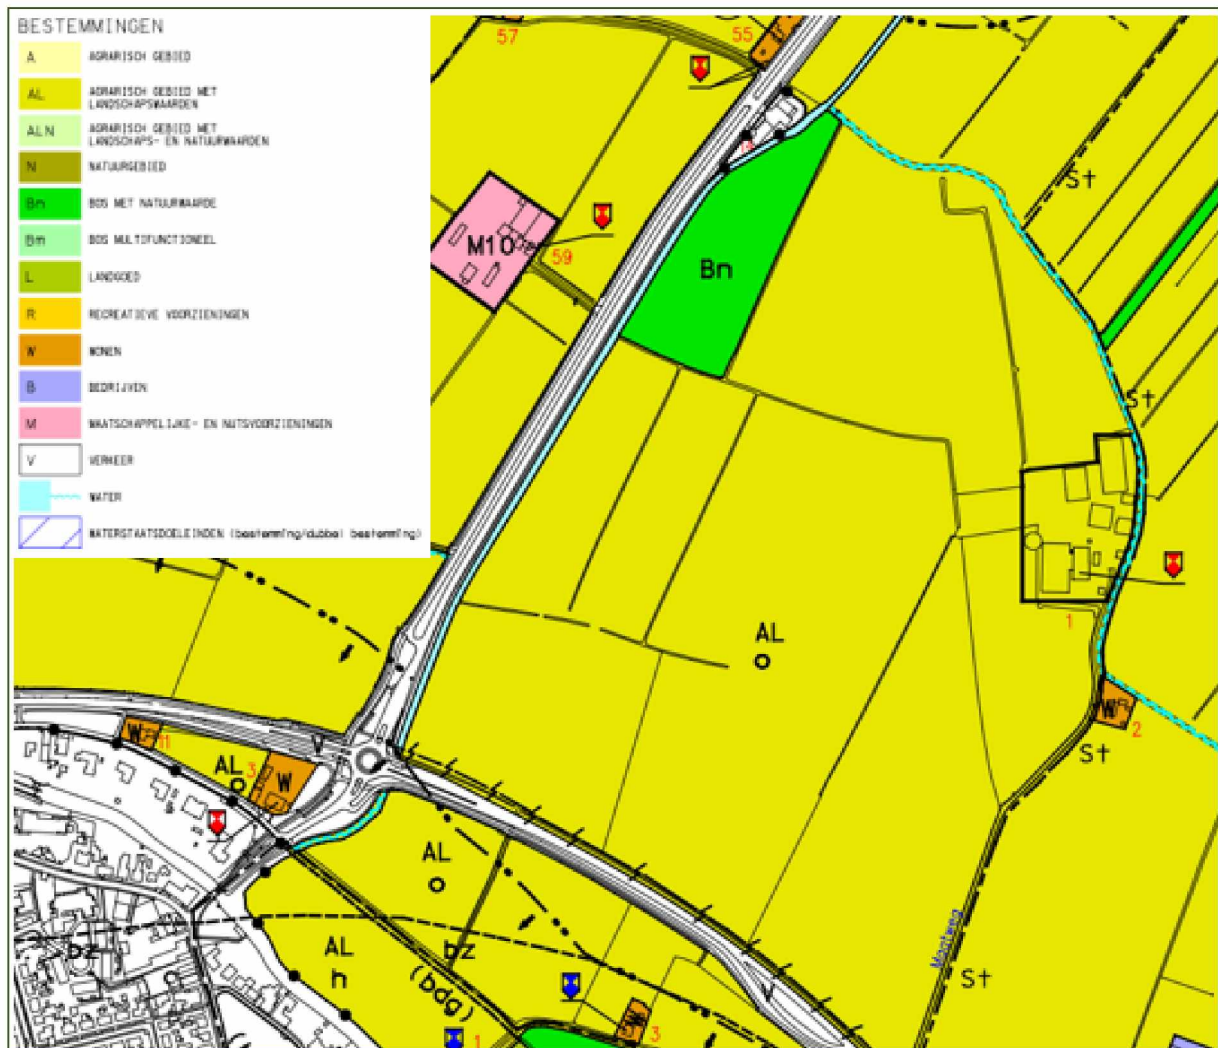 BESTEMMINGEN
A AGRARISCH GEBIED
AL AGRARISCH GEBIED MET
LANDSCHAPSWAARDEN
ALN AGRARISCH GEBIED MET
LANDSCHAPS- EN NATUURWAARDEN
N NATUURGEBIED
Bn BOS MET NATUURWAARDE
Bm BOS MULTIFUNCTIONEEL
L LANDGOED
R RECREATIEVE VOORZIENINGEN
W WONEN
B BEDRIJVEN
M MAATSCHAPPELIJKE- EN NUTSVOORZIENINGEN
V VERKEER
WATER
WATERSTAATSDOELEINDEN (bestemming/dubbel bestemming)
57
55
St
M10
59
Bn
St
1
AL
W
2
St
W
11
V
AL
3
W
AL
bz
AL
h
bz
(bdg)
V
St
W
3
1